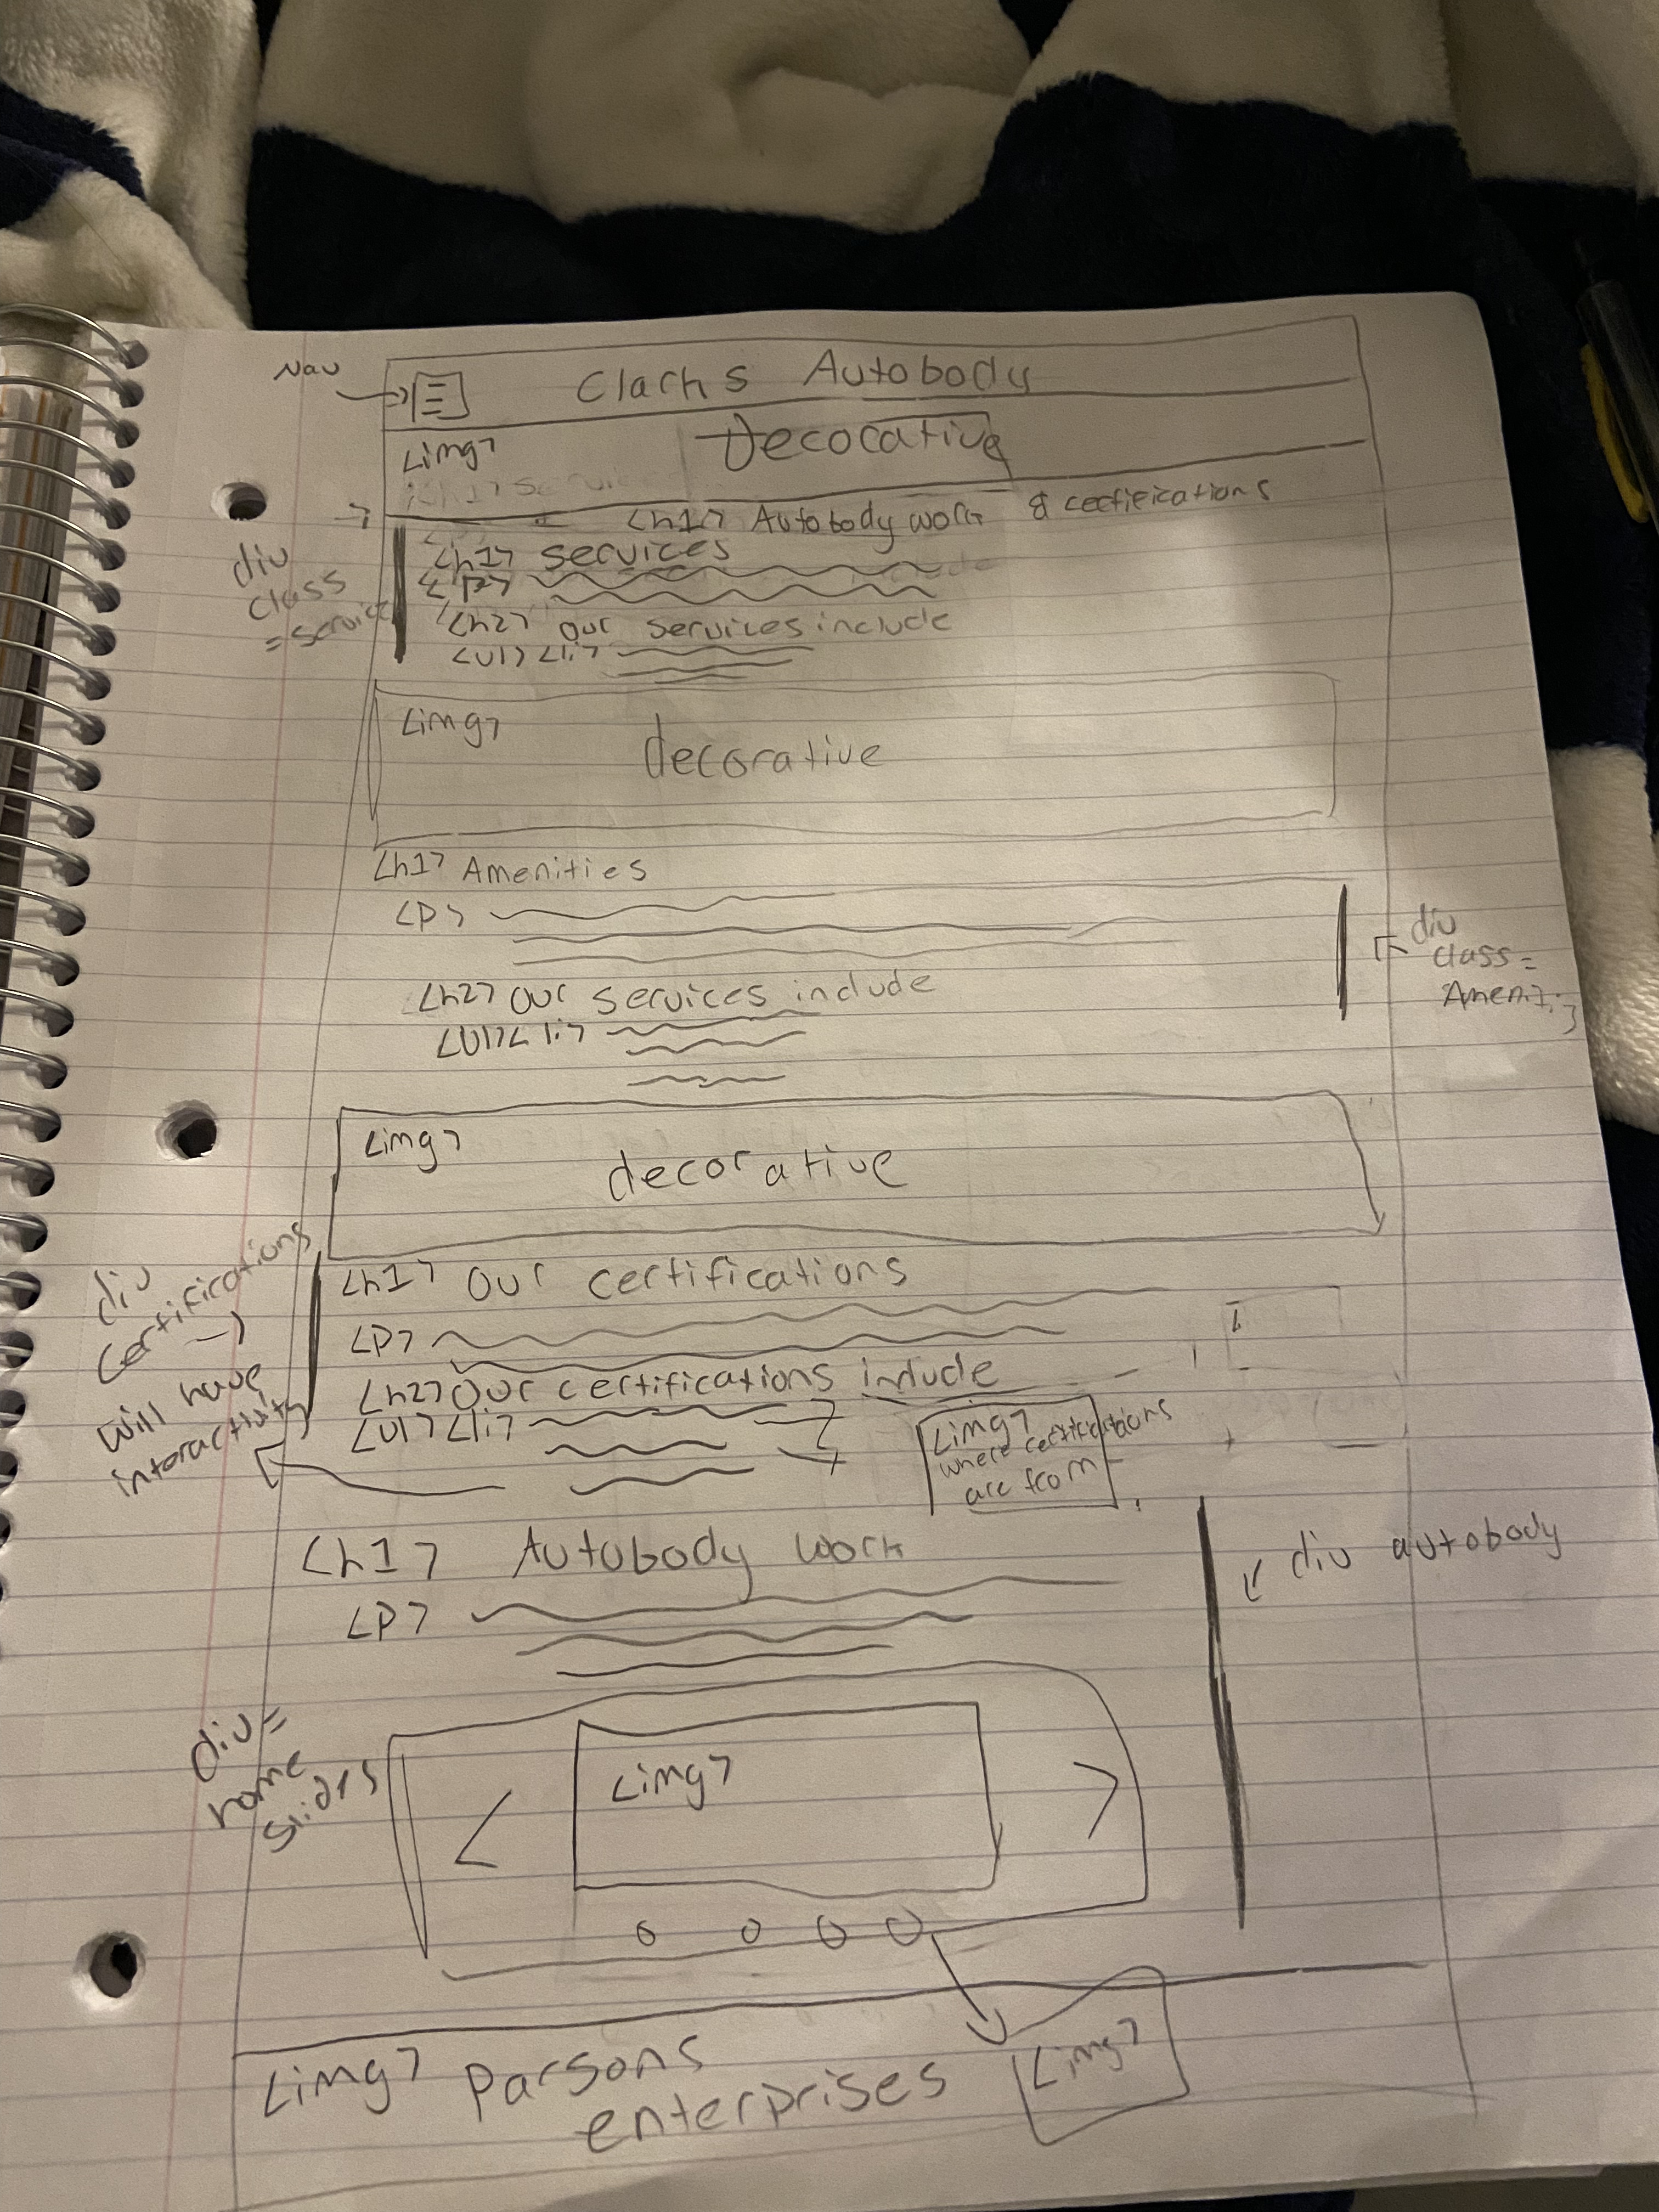 Nav
Clarks Autobody
<img> Decorative
<h1> Autobody work & certifications
div class = service
<h1> services
<P>
<h2> our services include
<ul> <li>
<img> decorative
<h1> Amenities
<P>
div class = Ameniti
<h2> our services include
<ul> <li>
<img> decorative
div certifications
will have interactivity
<h1> our certifications
<P>
<h2> our certifications include
<ul> <li>
<img> where certifications are from
<h1> Autobody work
div autobody
<P>
div = home sliders
<img>
<img> Parsons enterprises
<img>